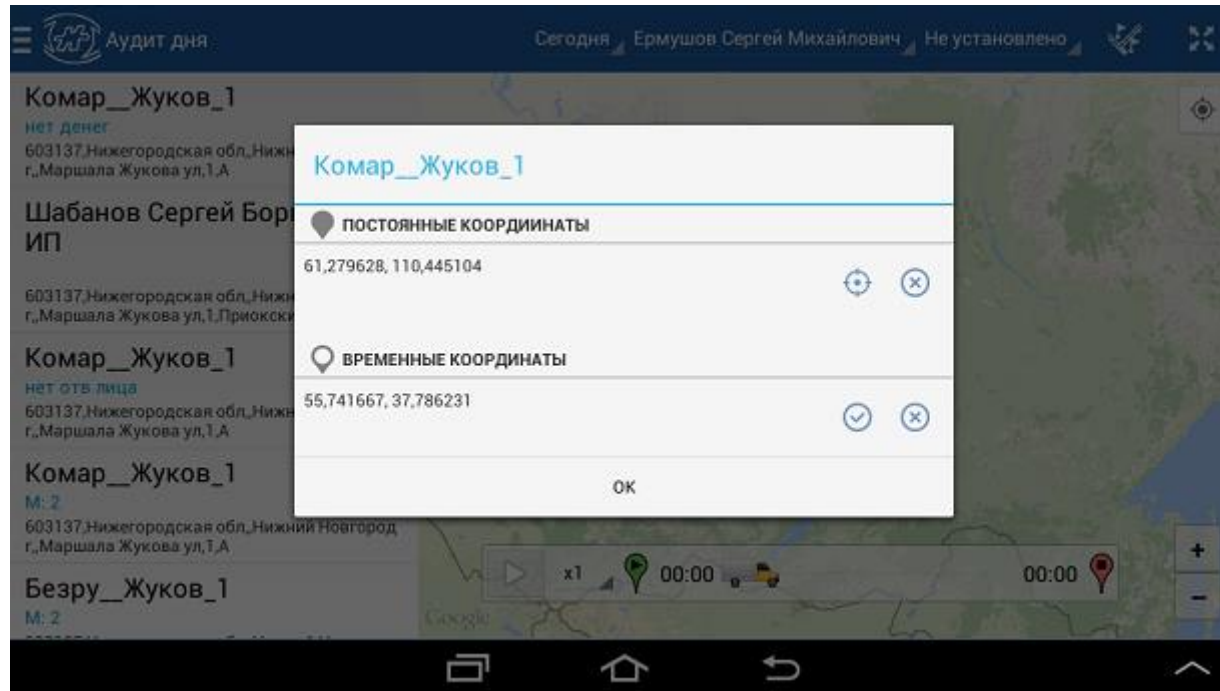 Аудит дня
Сегодня Ермушов Сергей Михайлович Не установлено
Комар__Жуков_1
нет денег
603137,Нижегородская обл,,Нижн
г,,Маршала Жукова ул,1,А
Шабанов Сергей Бор
ИП
603137,Нижегородская обл,,Нижн
г,,Маршала Жукова ул,1,Приокски
Комар__Жуков_1
нет отв лица
603137,Нижегородская обл,,Нижн
г,,Маршала Жукова ул,1,А
Комар__Жуков_1
М: 2
603137,Нижегородская обл,,Нижний Новгород
г,,Маршала Жукова ул,1,А
Безру__Жуков_1
М: 2
Комар__Жуков_1
ПОСТОЯННЫЕ КООРДИИНАТЫ
61,279628, 110,445104
ВРЕМЕННЫЕ КООРДИНАТЫ
55,741667, 37,786231
ОК
x1 00:00 00:00
+
−
Google